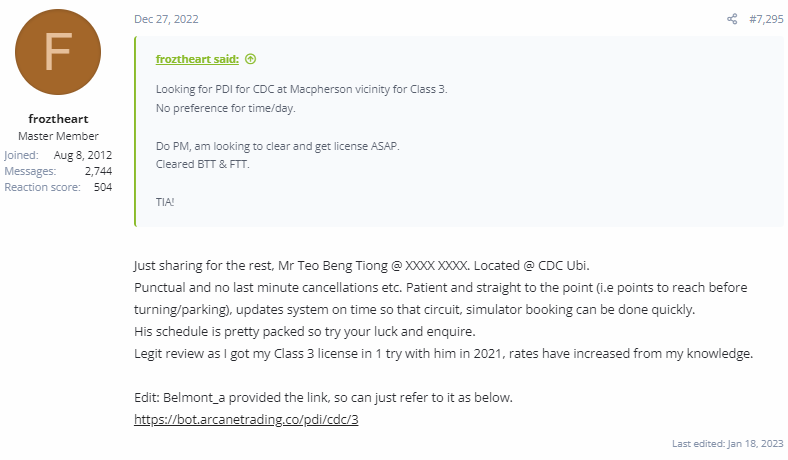 F
froztheart
Master Member
Joined: Aug 8, 2012
Messages: 2,744
Reaction score: 504
Dec 27, 2022 #7,295
froztheart said:
Looking for PDI for CDC at Macpherson vicinity for Class 3.
No preference for time/day.
Do PM, am looking to clear and get license ASAP.
Cleared BTT & FTT.
TIA!
Just sharing for the rest, Mr Teo Beng Tiong @ XXXX XXXX. Located @ CDC Ubi.
Punctual and no last minute cancellations etc. Patient and straight to the point (i.e points to reach before
turning/parking), updates system on time so that circuit, simulator booking can be done quickly.
His schedule is pretty packed so try your luck and enquire.
Legit review as I got my Class 3 license in 1 try with him in 2021, rates have increased from my knowledge.
Edit: Belmont_a provided the link, so can just refer to it as below.
https://bot.arcanetrading.co/pdi/cdc/3
Last edited: Jan 18, 2023